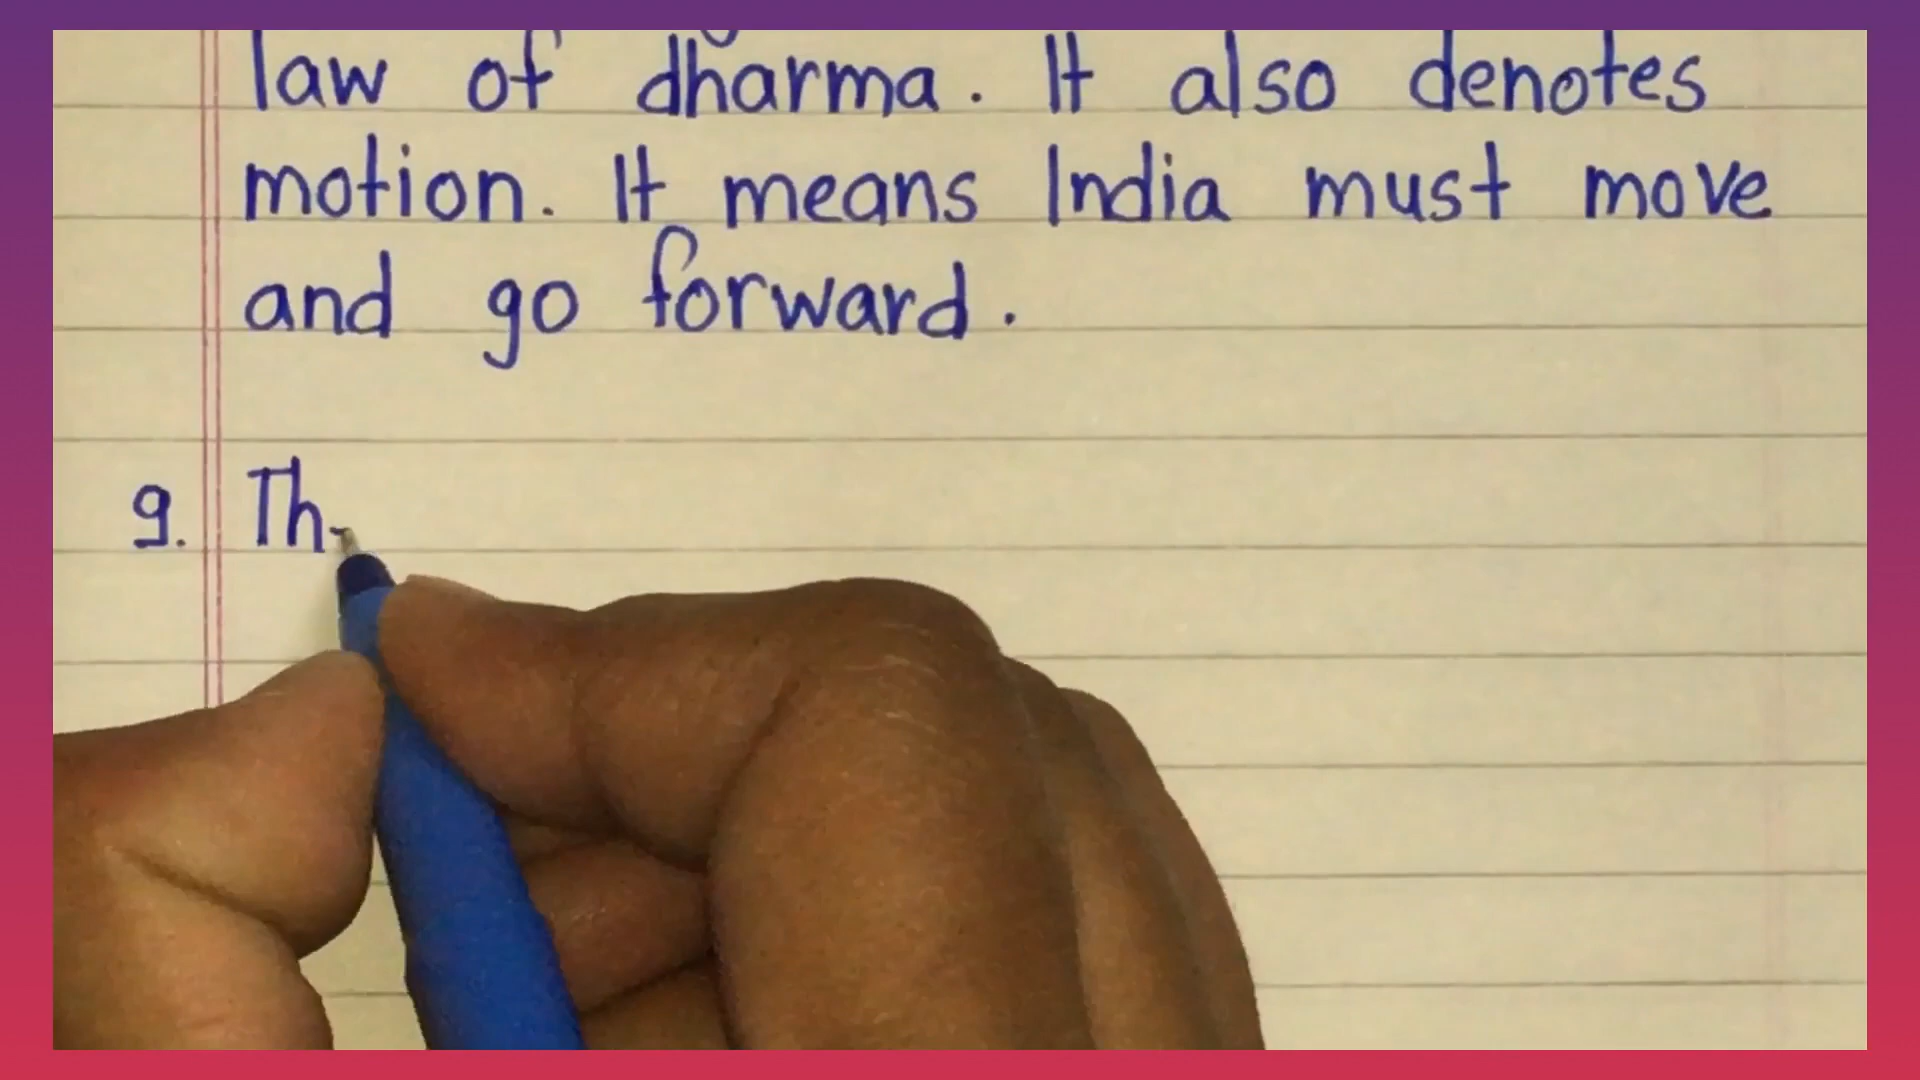 law of dharma. It also denotes
motion. It means India must move
and go forward.
9. Th